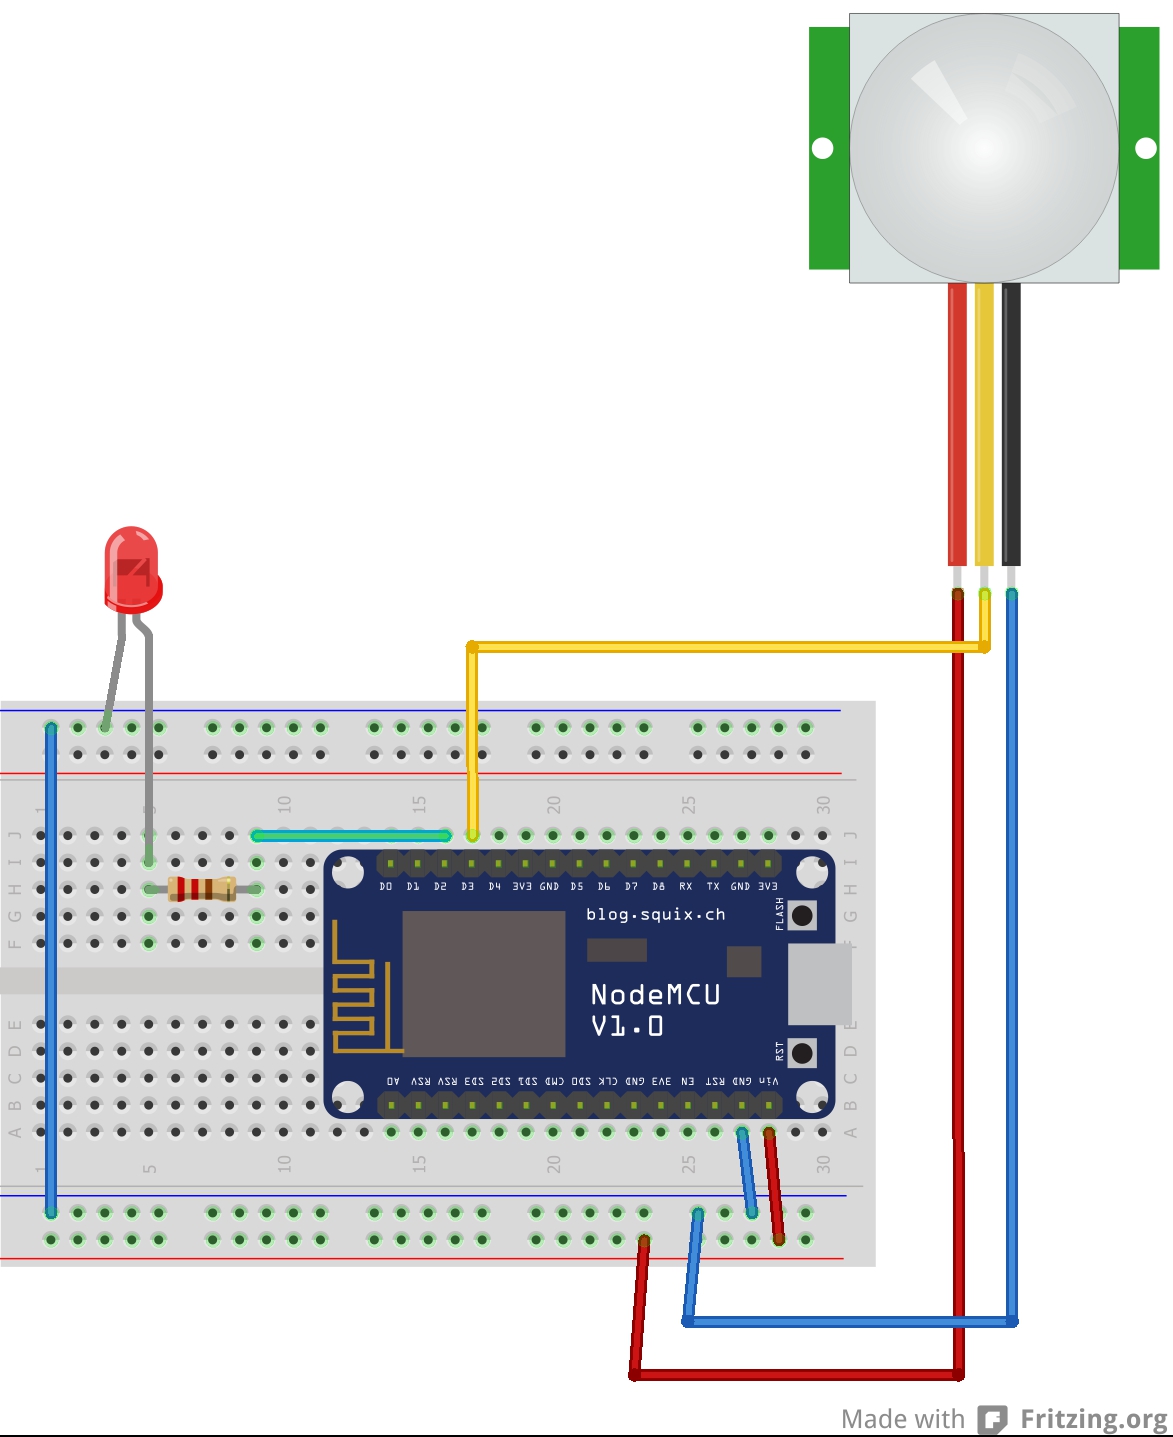 1 5 10 15 20 25 30
J J
I I
H H
G G
F F
D0 D1 D2 D3 D4 3V3 GND D5 D6 D7 D8 RX TX GND 3V3
FLASH
blog.squix.ch
NodeMCU
V1.0
RST
E E
D D
C C
B B
A A
A0 RSV RSV SD3 SD2 SD1 CMD SD0 CLK GND 3V3 EN RST GND Vin
1 5 10 15 20 25 30
Made with Fritzing.org